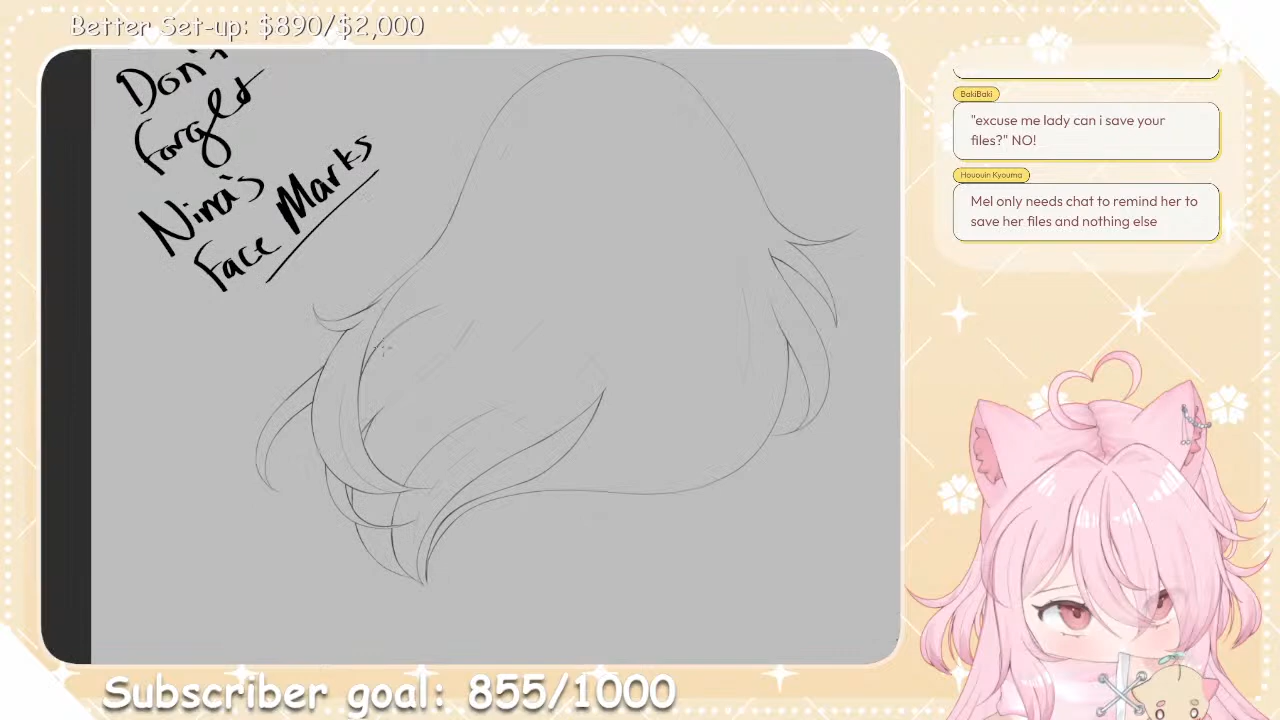 Better Set-up: $890/$2,000
Don't
forget
Nina's
Face Marks
BakiBaki
"excuse me lady can i save your
files?" NO!
Hououin Kyouma
Mel only needs chat to remind her to
save her files and nothing else
Subscriber goal: 855/1000